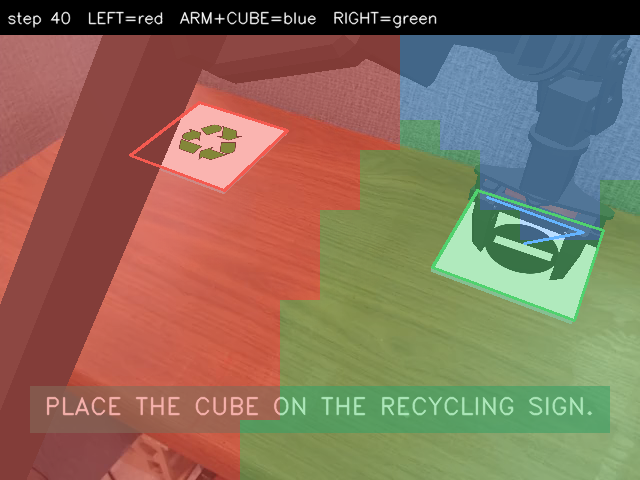 step 40 LEFT=red ARM+CUBE=blue RIGHT=green
PLACE THE CUBE ON THE RECYCLING SIGN.